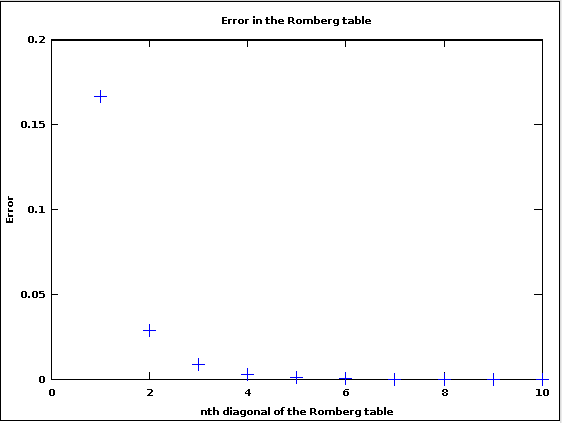 Error in the Romberg table
0.2
0.15
0.1
0.05
0
Error
0 2 4 6 8 10
nth diagonal of the Romberg table